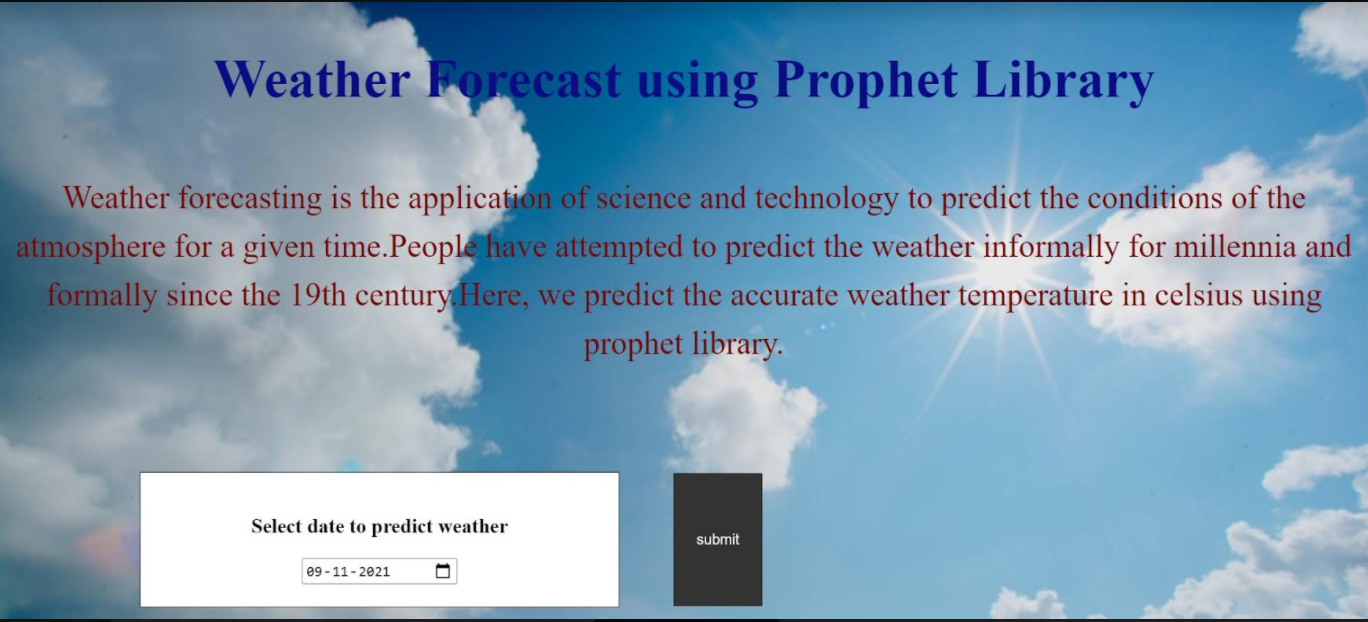 Weather Forecast using Prophet Library
Weather forecasting is the application of science and technology to predict the conditions of the
atmosphere for a given time.People have attempted to predict the weather informally for millennia and
formally since the 19th century.Here, we predict the accurate weather temperature in celsius using
prophet library.
Select date to predict weather
submit
09-11-2021